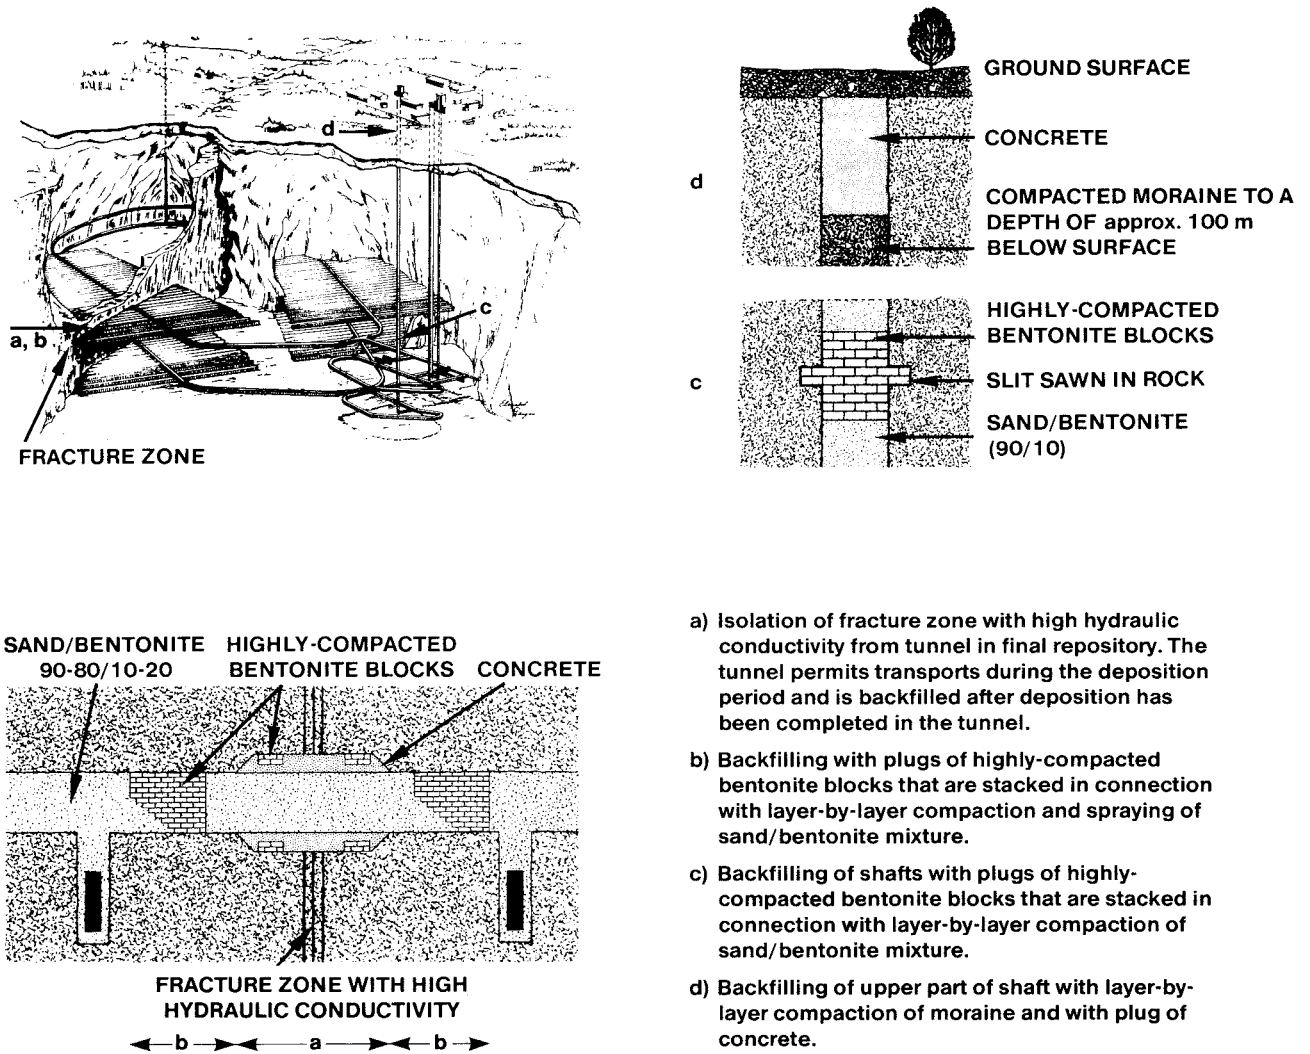 d
a, b
c
FRACTURE ZONE
GROUND SURFACE
CONCRETE
d
COMPACTED MORAINE TO A
DEPTH OF approx. 100 m
BELOW SURFACE
HIGHLY-COMPACTED
BENTONITE BLOCKS
c
SLIT SAWN IN ROCK
SAND/BENTONITE
(90/10)
SAND/BENTONITE
90-80/10-20
HIGHLY-COMPACTED
BENTONITE BLOCKS
CONCRETE
FRACTURE ZONE WITH HIGH
HYDRAULIC CONDUCTIVITY
b a b
a) Isolation of fracture zone with high hydraulic
conductivity from tunnel in final repository. The
tunnel permits transports during the deposition
period and is backfilled after deposition has
been completed in the tunnel.
b) Backfilling with plugs of highly-compacted
bentonite blocks that are stacked in connection
with layer-by-layer compaction and spraying of
sand/bentonite mixture.
c) Backfilling of shafts with plugs of highly-
compacted bentonite blocks that are stacked in
connection with layer-by-layer compaction of
sand/bentonite mixture.
d) Backfilling of upper part of shaft with layer-by-
layer compaction of moraine and with plug of
concrete.